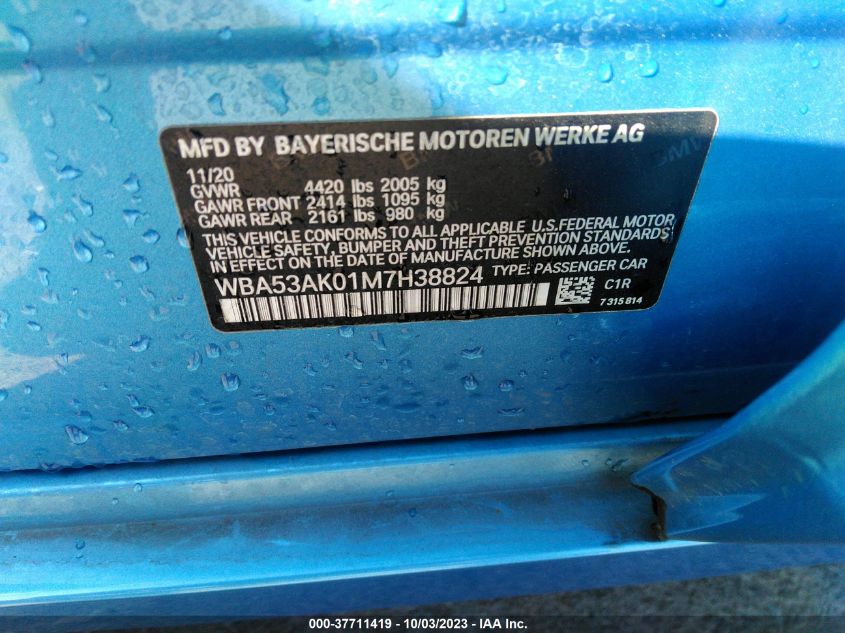 MFD BY BAYERISCHE MOTOREN WERKE AG
11/20
GVWR 4420 lbs 2005 kg
GAWR FRONT 2414 lbs 1095 kg
GAWR REAR 2161 lbs 980 kg
THIS VEHICLE CONFORMS TO ALL APPLICABLE U.S.FEDERAL MOTOR
VEHICLE SAFETY, BUMPER AND THEFT PREVENTION STANDARDS
IN EFFECT ON THE DATE OF MANUFACTURE SHOWN ABOVE.
WBA53AK01M7H38824 TYPE: PASSENGER CAR
C1R
7 315 814
000-37711419 - 10/03/2023 - IAA Inc.